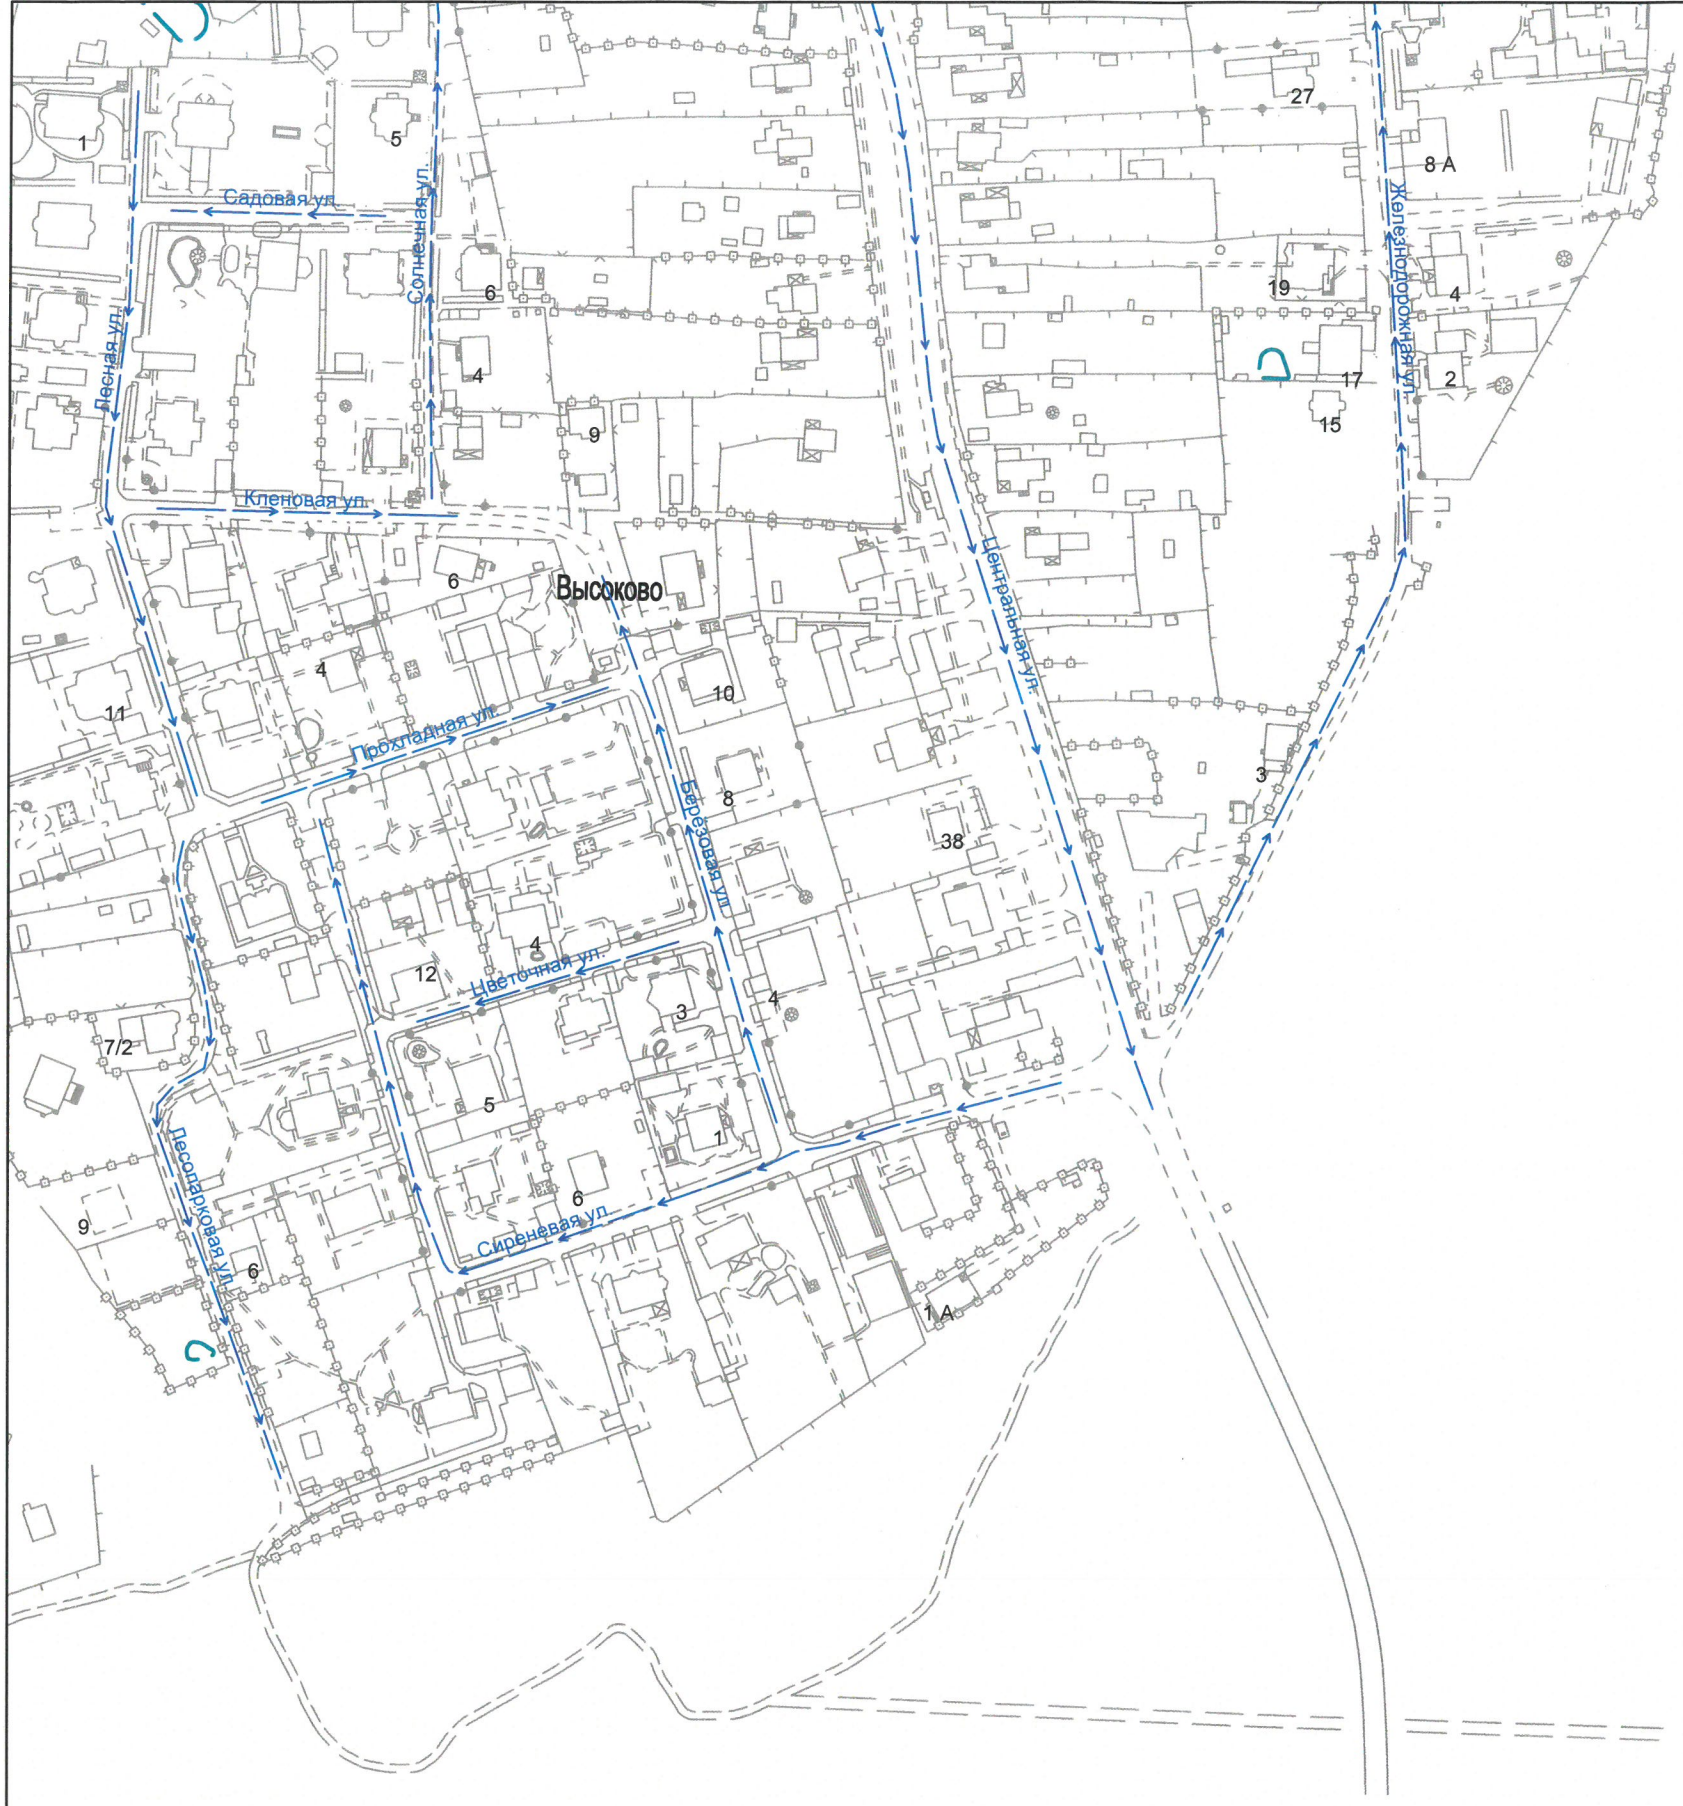 27
1
5
8 А
Садовая ул.
Солнечная ул.
Железнодорожная ул.
6
19
4
Лесная ул.
4
17
2
15
9
Кленовая ул.
Центральная ул.
6
Высоково
4
10
11
Прохладная ул.
3
8
Берёзовая ул.
38
4
12
Цветочная ул.
3
4
7/2
5
1
Лесопарковая ул.
6
9
Сиреневая ул.
6
1 А